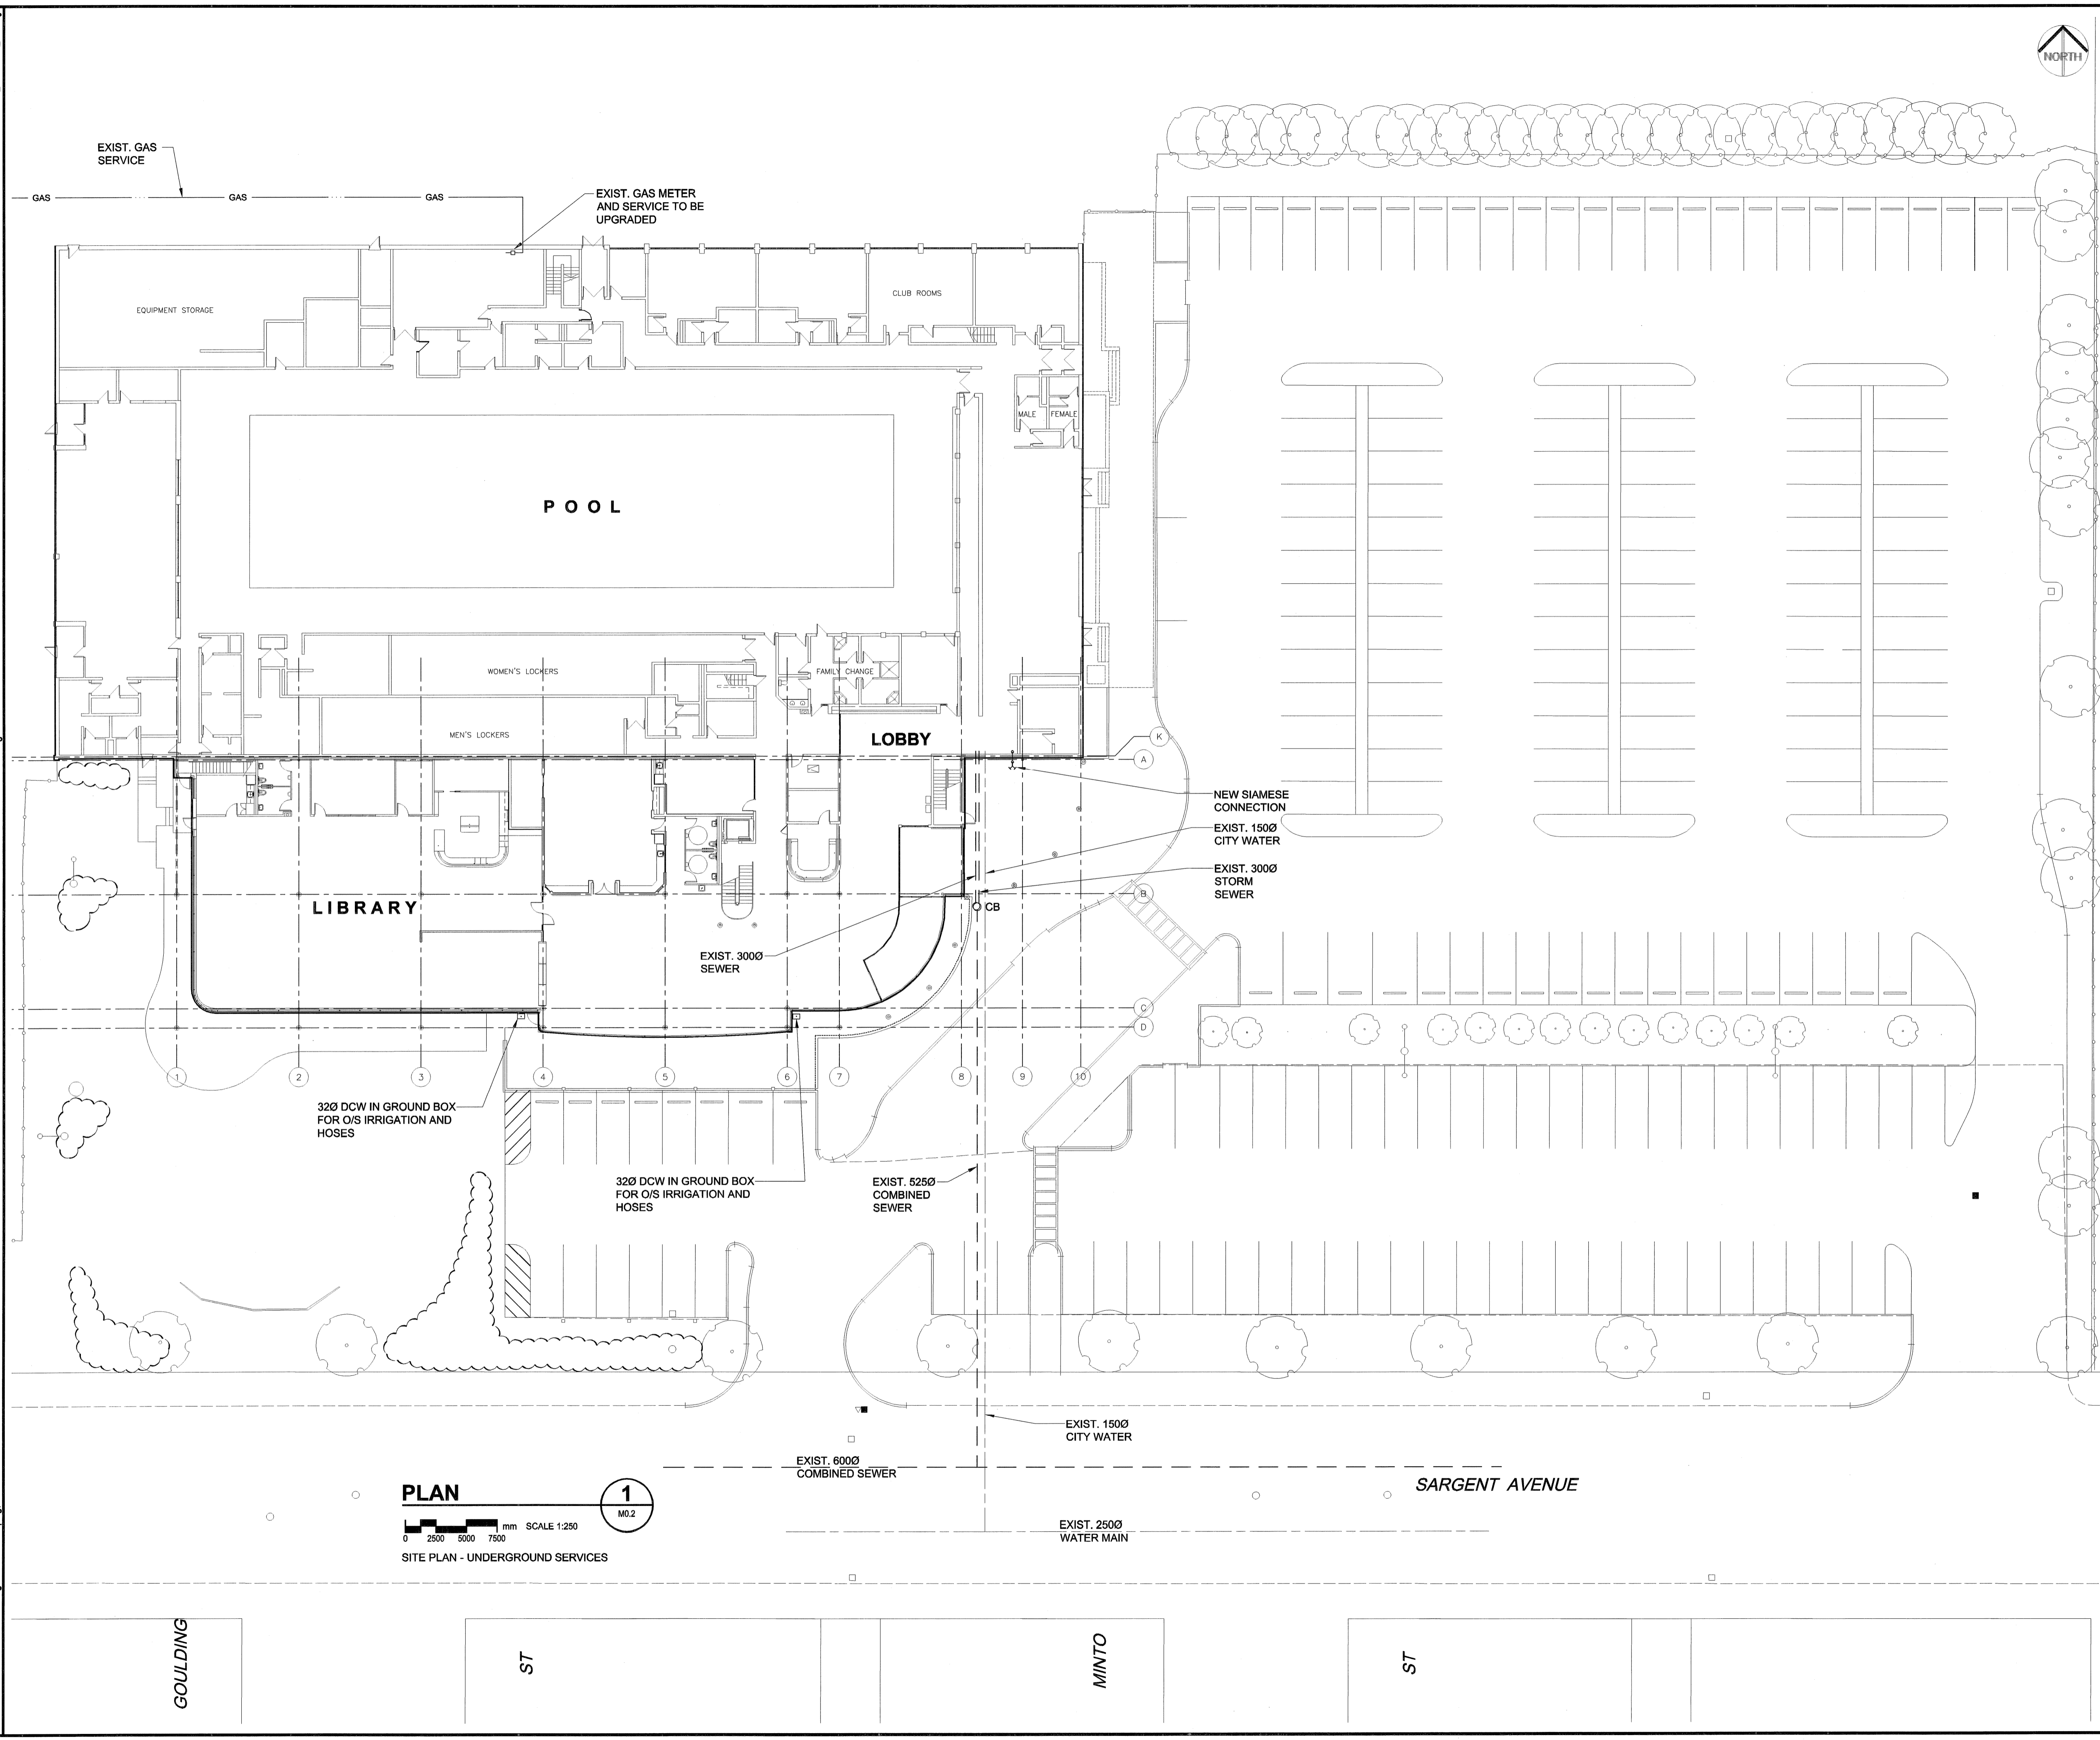 NORTH
EXIST. GAS
SERVICE
GAS
GAS
GAS
EXIST. GAS METER
AND SERVICE TO BE
UPGRADED
EQUIPMENT STORAGE
CLUB ROOMS
MALE
FEMALE
POOL
WOMEN'S LOCKERS
FAMILY CHANGE
MEN'S LOCKERS
LOBBY
K
A
NEW SIAMESE
CONNECTION
EXIST. 150Ø
CITY WATER
EXIST. 300Ø
STORM
SEWER
B
CB
LIBRARY
EXIST. 300Ø
SEWER
C
D
1
2
3
4
5
6
7
8
9
10
32Ø DCW IN GROUND BOX
FOR O/S IRRIGATION AND
HOSES
32Ø DCW IN GROUND BOX
FOR O/S IRRIGATION AND
HOSES
EXIST. 525Ø
COMBINED
SEWER
EXIST. 150Ø
CITY WATER
EXIST. 600Ø
COMBINED SEWER
SARGENT AVENUE
PLAN
1
M0.2
0 2500 5000 7500 mm SCALE 1:250
SITE PLAN - UNDERGROUND SERVICES
EXIST. 250Ø
WATER MAIN
GOULDING
ST
MINTO
ST